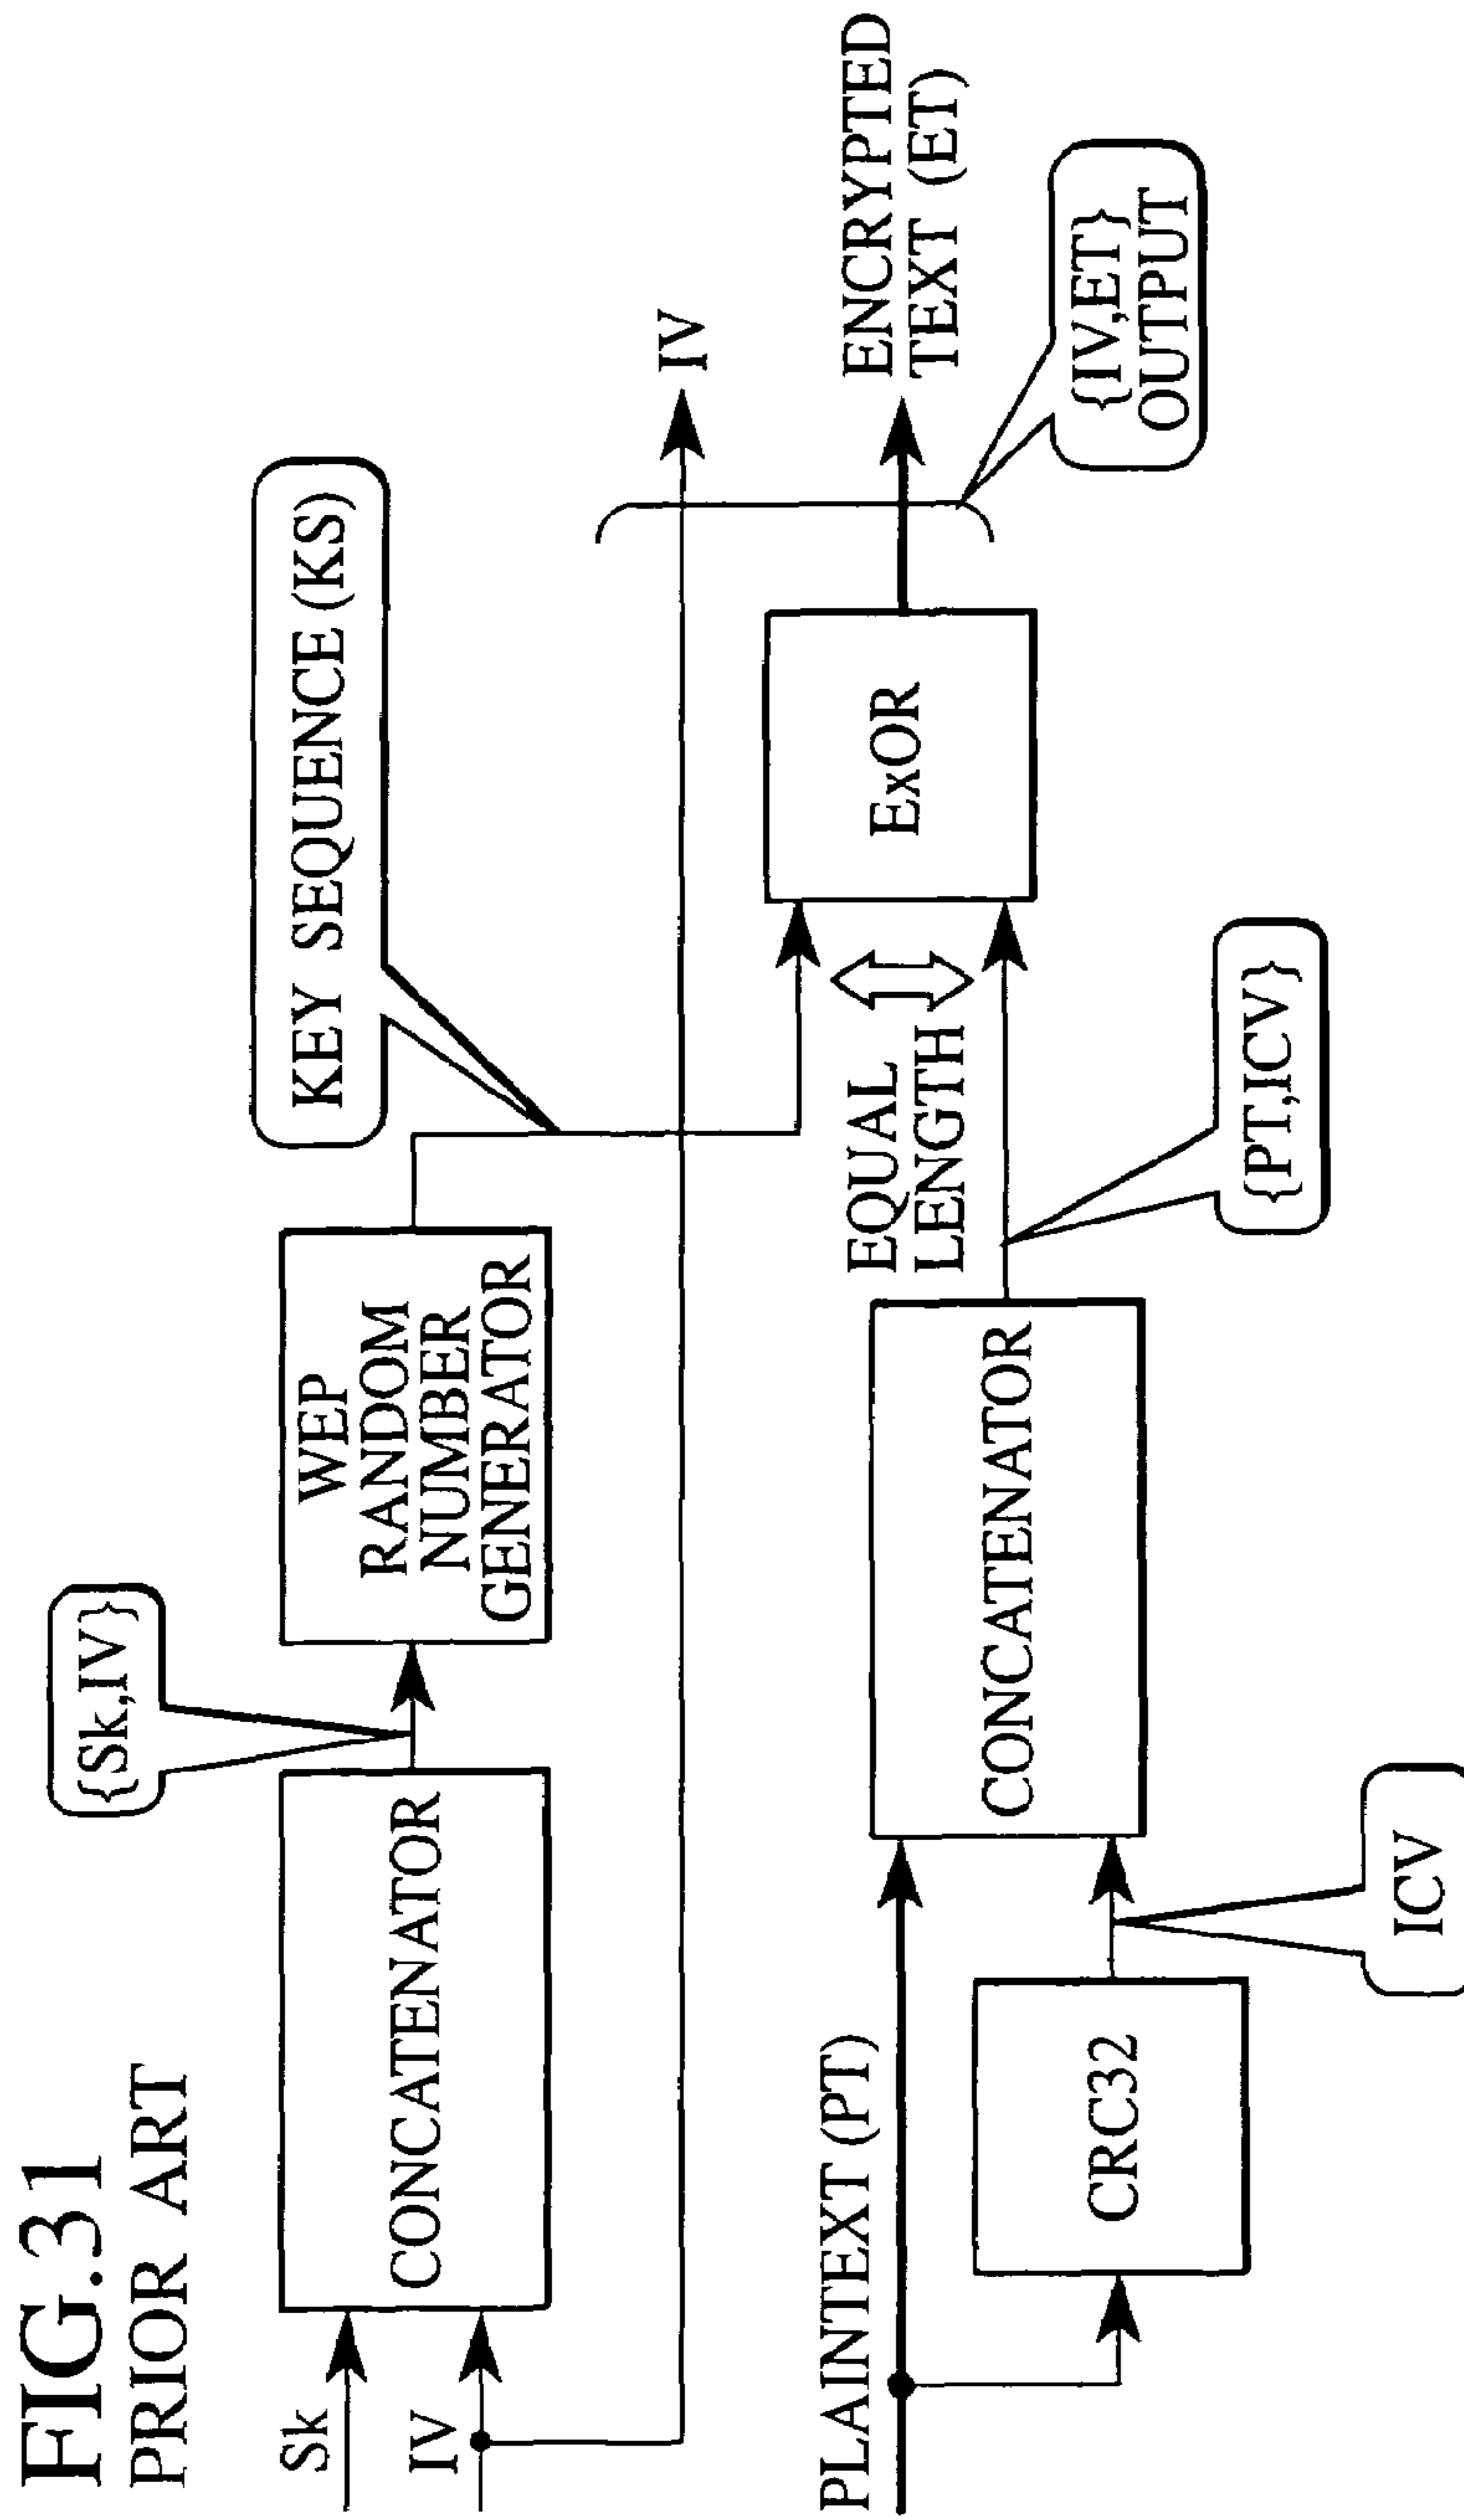 FIG.31
PRIOR ART
Sk
IV
CONCATENATOR
{Sk,IV}
WEP
RANDOM
NUMBER
GENERATOR
KEY SEQUENCE(KS)
IV
PLAINTEXT (PT)
CRC32
ICV
CONCATENATOR
{PT,ICV}
EQUAL
LENGTH
ExOR
ENCRYPTED
TEXT (ET)
{IV,ET}
OUTPUT